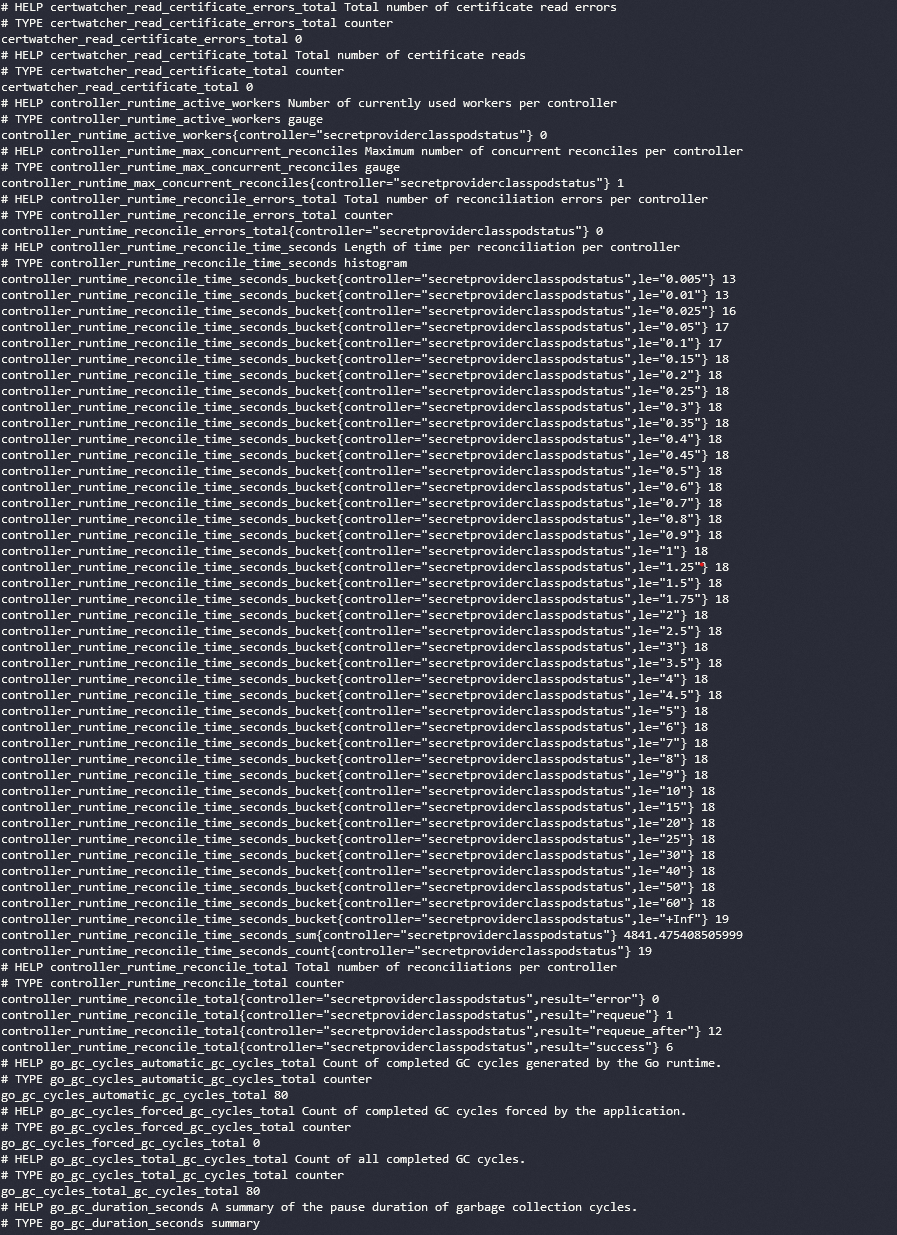 # HELP certwatcher_read_certificate_errors_total Total number of certificate read errors
# TYPE certwatcher_read_certificate_errors_total counter
certwatcher_read_certificate_errors_total 0
# HELP certwatcher_read_certificate_total Total number of certificate reads
# TYPE certwatcher_read_certificate_total counter
certwatcher_read_certificate_total 0
# HELP controller_runtime_active_workers Number of currently used workers per controller
# TYPE controller_runtime_active_workers gauge
controller_runtime_active_workers{controller="secretproviderclasspodstatus"} 0
# HELP controller_runtime_max_concurrent_reconciles Maximum number of concurrent reconciles per controller
# TYPE controller_runtime_max_concurrent_reconciles gauge
controller_runtime_max_concurrent_reconciles{controller="secretproviderclasspodstatus"} 1
# HELP controller_runtime_reconcile_errors_total Total number of reconciliation errors per controller
# TYPE controller_runtime_reconcile_errors_total counter
controller_runtime_reconcile_errors_total{controller="secretproviderclasspodstatus"} 0
# HELP controller_runtime_reconcile_time_seconds Length of time per reconciliation per controller
# TYPE controller_runtime_reconcile_time_seconds histogram
controller_runtime_reconcile_time_seconds_bucket{controller="secretproviderclasspodstatus",le="0.005"} 13
controller_runtime_reconcile_time_seconds_bucket{controller="secretproviderclasspodstatus",le="0.01"} 13
controller_runtime_reconcile_time_seconds_bucket{controller="secretproviderclasspodstatus",le="0.025"} 16
controller_runtime_reconcile_time_seconds_bucket{controller="secretproviderclasspodstatus",le="0.05"} 17
controller_runtime_reconcile_time_seconds_bucket{controller="secretproviderclasspodstatus",le="0.1"} 17
controller_runtime_reconcile_time_seconds_bucket{controller="secretproviderclasspodstatus",le="0.15"} 18
controller_runtime_reconcile_time_seconds_bucket{controller="secretproviderclasspodstatus",le="0.2"} 18
controller_runtime_reconcile_time_seconds_bucket{controller="secretproviderclasspodstatus",le="0.25"} 18
controller_runtime_reconcile_time_seconds_bucket{controller="secretproviderclasspodstatus",le="0.3"} 18
controller_runtime_reconcile_time_seconds_bucket{controller="secretproviderclasspodstatus",le="0.35"} 18
controller_runtime_reconcile_time_seconds_bucket{controller="secretproviderclasspodstatus",le="0.4"} 18
controller_runtime_reconcile_time_seconds_bucket{controller="secretproviderclasspodstatus",le="0.45"} 18
controller_runtime_reconcile_time_seconds_bucket{controller="secretproviderclasspodstatus",le="0.5"} 18
controller_runtime_reconcile_time_seconds_bucket{controller="secretproviderclasspodstatus",le="0.6"} 18
controller_runtime_reconcile_time_seconds_bucket{controller="secretproviderclasspodstatus",le="0.7"} 18
controller_runtime_reconcile_time_seconds_bucket{controller="secretproviderclasspodstatus",le="0.8"} 18
controller_runtime_reconcile_time_seconds_bucket{controller="secretproviderclasspodstatus",le="0.9"} 18
controller_runtime_reconcile_time_seconds_bucket{controller="secretproviderclasspodstatus",le="1"} 18
controller_runtime_reconcile_time_seconds_bucket{controller="secretproviderclasspodstatus",le="1.25"} 18
controller_runtime_reconcile_time_seconds_bucket{controller="secretproviderclasspodstatus",le="1.5"} 18
controller_runtime_reconcile_time_seconds_bucket{controller="secretproviderclasspodstatus",le="1.75"} 18
controller_runtime_reconcile_time_seconds_bucket{controller="secretproviderclasspodstatus",le="2"} 18
controller_runtime_reconcile_time_seconds_bucket{controller="secretproviderclasspodstatus",le="2.5"} 18
controller_runtime_reconcile_time_seconds_bucket{controller="secretproviderclasspodstatus",le="3"} 18
controller_runtime_reconcile_time_seconds_bucket{controller="secretproviderclasspodstatus",le="3.5"} 18
controller_runtime_reconcile_time_seconds_bucket{controller="secretproviderclasspodstatus",le="4"} 18
controller_runtime_reconcile_time_seconds_bucket{controller="secretproviderclasspodstatus",le="4.5"} 18
controller_runtime_reconcile_time_seconds_bucket{controller="secretproviderclasspodstatus",le="5"} 18
controller_runtime_reconcile_time_seconds_bucket{controller="secretproviderclasspodstatus",le="6"} 18
controller_runtime_reconcile_time_seconds_bucket{controller="secretproviderclasspodstatus",le="7"} 18
controller_runtime_reconcile_time_seconds_bucket{controller="secretproviderclasspodstatus",le="8"} 18
controller_runtime_reconcile_time_seconds_bucket{controller="secretproviderclasspodstatus",le="9"} 18
controller_runtime_reconcile_time_seconds_bucket{controller="secretproviderclasspodstatus",le="10"} 18
controller_runtime_reconcile_time_seconds_bucket{controller="secretproviderclasspodstatus",le="15"} 18
controller_runtime_reconcile_time_seconds_bucket{controller="secretproviderclasspodstatus",le="20"} 18
controller_runtime_reconcile_time_seconds_bucket{controller="secretproviderclasspodstatus",le="25"} 18
controller_runtime_reconcile_time_seconds_bucket{controller="secretproviderclasspodstatus",le="30"} 18
controller_runtime_reconcile_time_seconds_bucket{controller="secretproviderclasspodstatus",le="40"} 18
controller_runtime_reconcile_time_seconds_bucket{controller="secretproviderclasspodstatus",le="50"} 18
controller_runtime_reconcile_time_seconds_bucket{controller="secretproviderclasspodstatus",le="60"} 18
controller_runtime_reconcile_time_seconds_bucket{controller="secretproviderclasspodstatus",le="+Inf"} 19
controller_runtime_reconcile_time_seconds_sum{controller="secretproviderclasspodstatus"} 4841.475408505999
controller_runtime_reconcile_time_seconds_count{controller="secretproviderclasspodstatus"} 19
# HELP controller_runtime_reconcile_total Total number of reconciliations per controller
# TYPE controller_runtime_reconcile_total counter
controller_runtime_reconcile_total{controller="secretproviderclasspodstatus",result="error"} 0
controller_runtime_reconcile_total{controller="secretproviderclasspodstatus",result="requeue"} 1
controller_runtime_reconcile_total{controller="secretproviderclasspodstatus",result="requeue_after"} 12
controller_runtime_reconcile_total{controller="secretproviderclasspodstatus",result="success"} 6
# HELP go_gc_cycles_automatic_gc_cycles_total Count of completed GC cycles generated by the Go runtime.
# TYPE go_gc_cycles_automatic_gc_cycles_total counter
go_gc_cycles_automatic_gc_cycles_total 80
# HELP go_gc_cycles_forced_gc_cycles_total Count of completed GC cycles forced by the application.
# TYPE go_gc_cycles_forced_gc_cycles_total counter
go_gc_cycles_forced_gc_cycles_total 0
# HELP go_gc_cycles_total_gc_cycles_total Count of all completed GC cycles.
# TYPE go_gc_cycles_total_gc_cycles_total counter
go_gc_cycles_total_gc_cycles_total 80
# HELP go_gc_duration_seconds A summary of the pause duration of garbage collection cycles.
# TYPE go_gc_duration_seconds summary